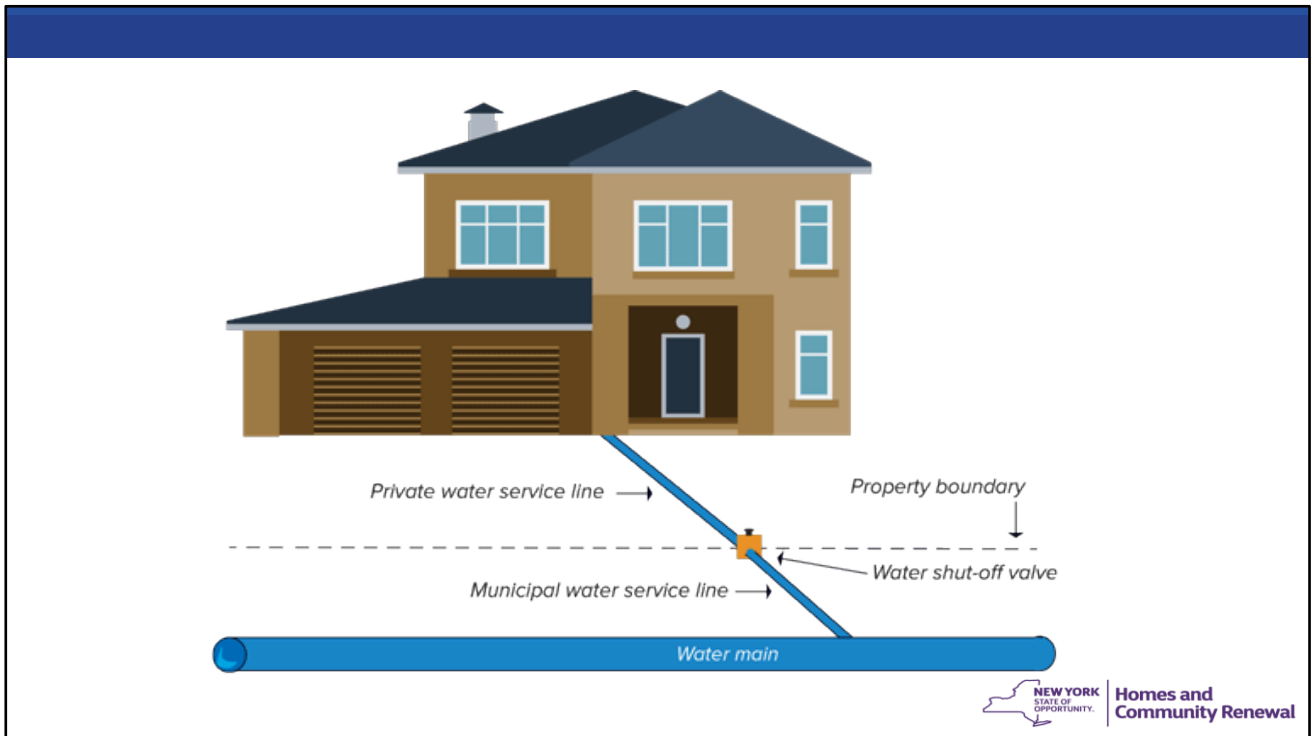 Private water service line
Property boundary
Water shut-off valve
Municipal water service line
Water main
NEW YORK
STATE OF
OPPORTUNITY.
Homes and
Community Renewal